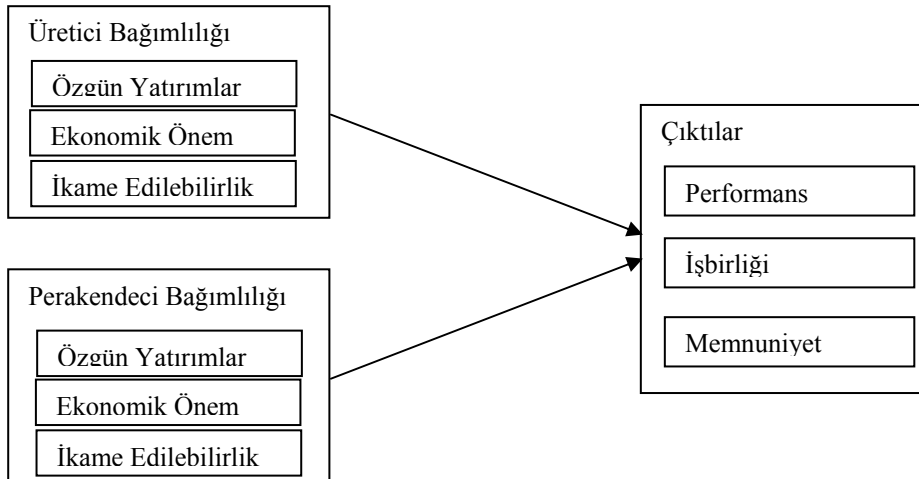 Üretici Bağımlılığı
Özgün Yatırımlar
Ekonomik Önem
İkame Edilebilirlik
Perakendeci Bağımlılığı
Özgün Yatırımlar
Ekonomik Önem
İkame Edilebilirlik
Çıktılar
Performans
İşbirliği
Memnuniyet